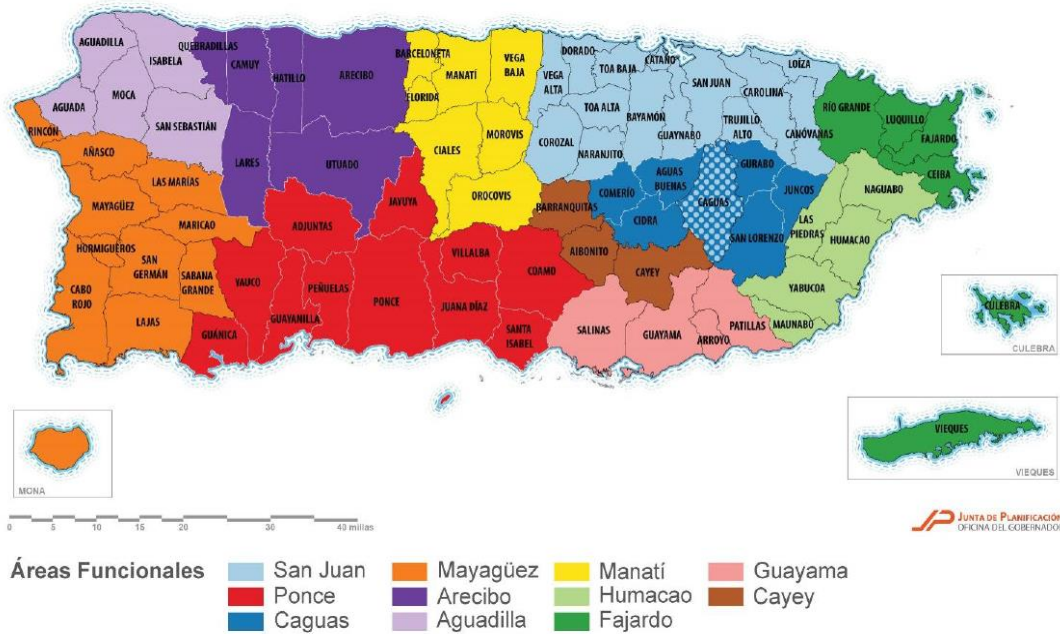 AGUADILLA
ISABELA
QUEBRADILLAS
CAMUY
HATILLO
ARECIBO
BARCELONETA
MANATÍ
VEGA
BAJA
DORADO
CATAÑO
LOÍZA
VEGA
ALTA
TOA BAJA
SAN JUAN
CAROLINA
AGUADA
MOCA
SAN SEBASTIÁN
FLORIDA
TOA ALTA
BAYAMÓN
GUAYNABO
TRUJILLO
ALTO
CANÓVANAS
RÍO GRANDE
LUQUILLO
FAJARDO
CEIBA
RINCÓN
AÑASCO
LARES
UTUADO
CIALES
MOROVIS
COROZAL
NARANJITO
LAS MARÍAS
MAYAGÜEZ
MARICAO
ADJUNTAS
JAYUYA
OROCOVIS
BARRANQUITAS
COMERÍO
AGUAS
BUENAS
CIDRA
CAGUAS
GURABO
JUNCOS
SAN LORENZO
LAS
PIEDRAS
NAGUABO
HUMACAO
HORMIGUEROS
SAN
GERMÁN
SABANA
GRANDE
CABO
ROJO
LAJAS
YAUCO
GUÁNICA
GUAYANILLA
PEÑUELAS
PONCE
VILLALBA
JUANA DÍAZ
COAMO
SANTA
ISABEL
AIBONITO
CAYEY
SALINAS
GUAYAMA
ARROYO
PATILLAS
YABUCOA
MAUNABO
CULEBRA
CULEBRA
VIEQUES
VIEQUES
MONA
0 5 10 20 30 40 millas
JP JUNTA DE PLANIFICACIÓN
OFICINA DEL GOBERNADOR
Áreas Funcionales
San Juan
Mayagüez
Manatí
Guayama
Ponce
Arecibo
Humacao
Cayey
Caguas
Aguadilla
Fajardo